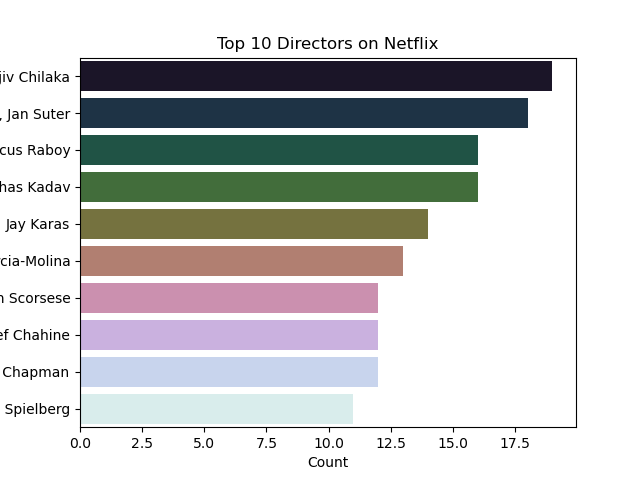 Top 10 Directors on Netflix
jiv Chilaka
, Jan Suter
cus Raboy
has Kadav
Jay Karas
cia-Molina
n Scorsese
ef Chahine
Chapman
Spielberg
0.0 2.5 5.0 7.5 10.0 12.5 15.0 17.5
Count